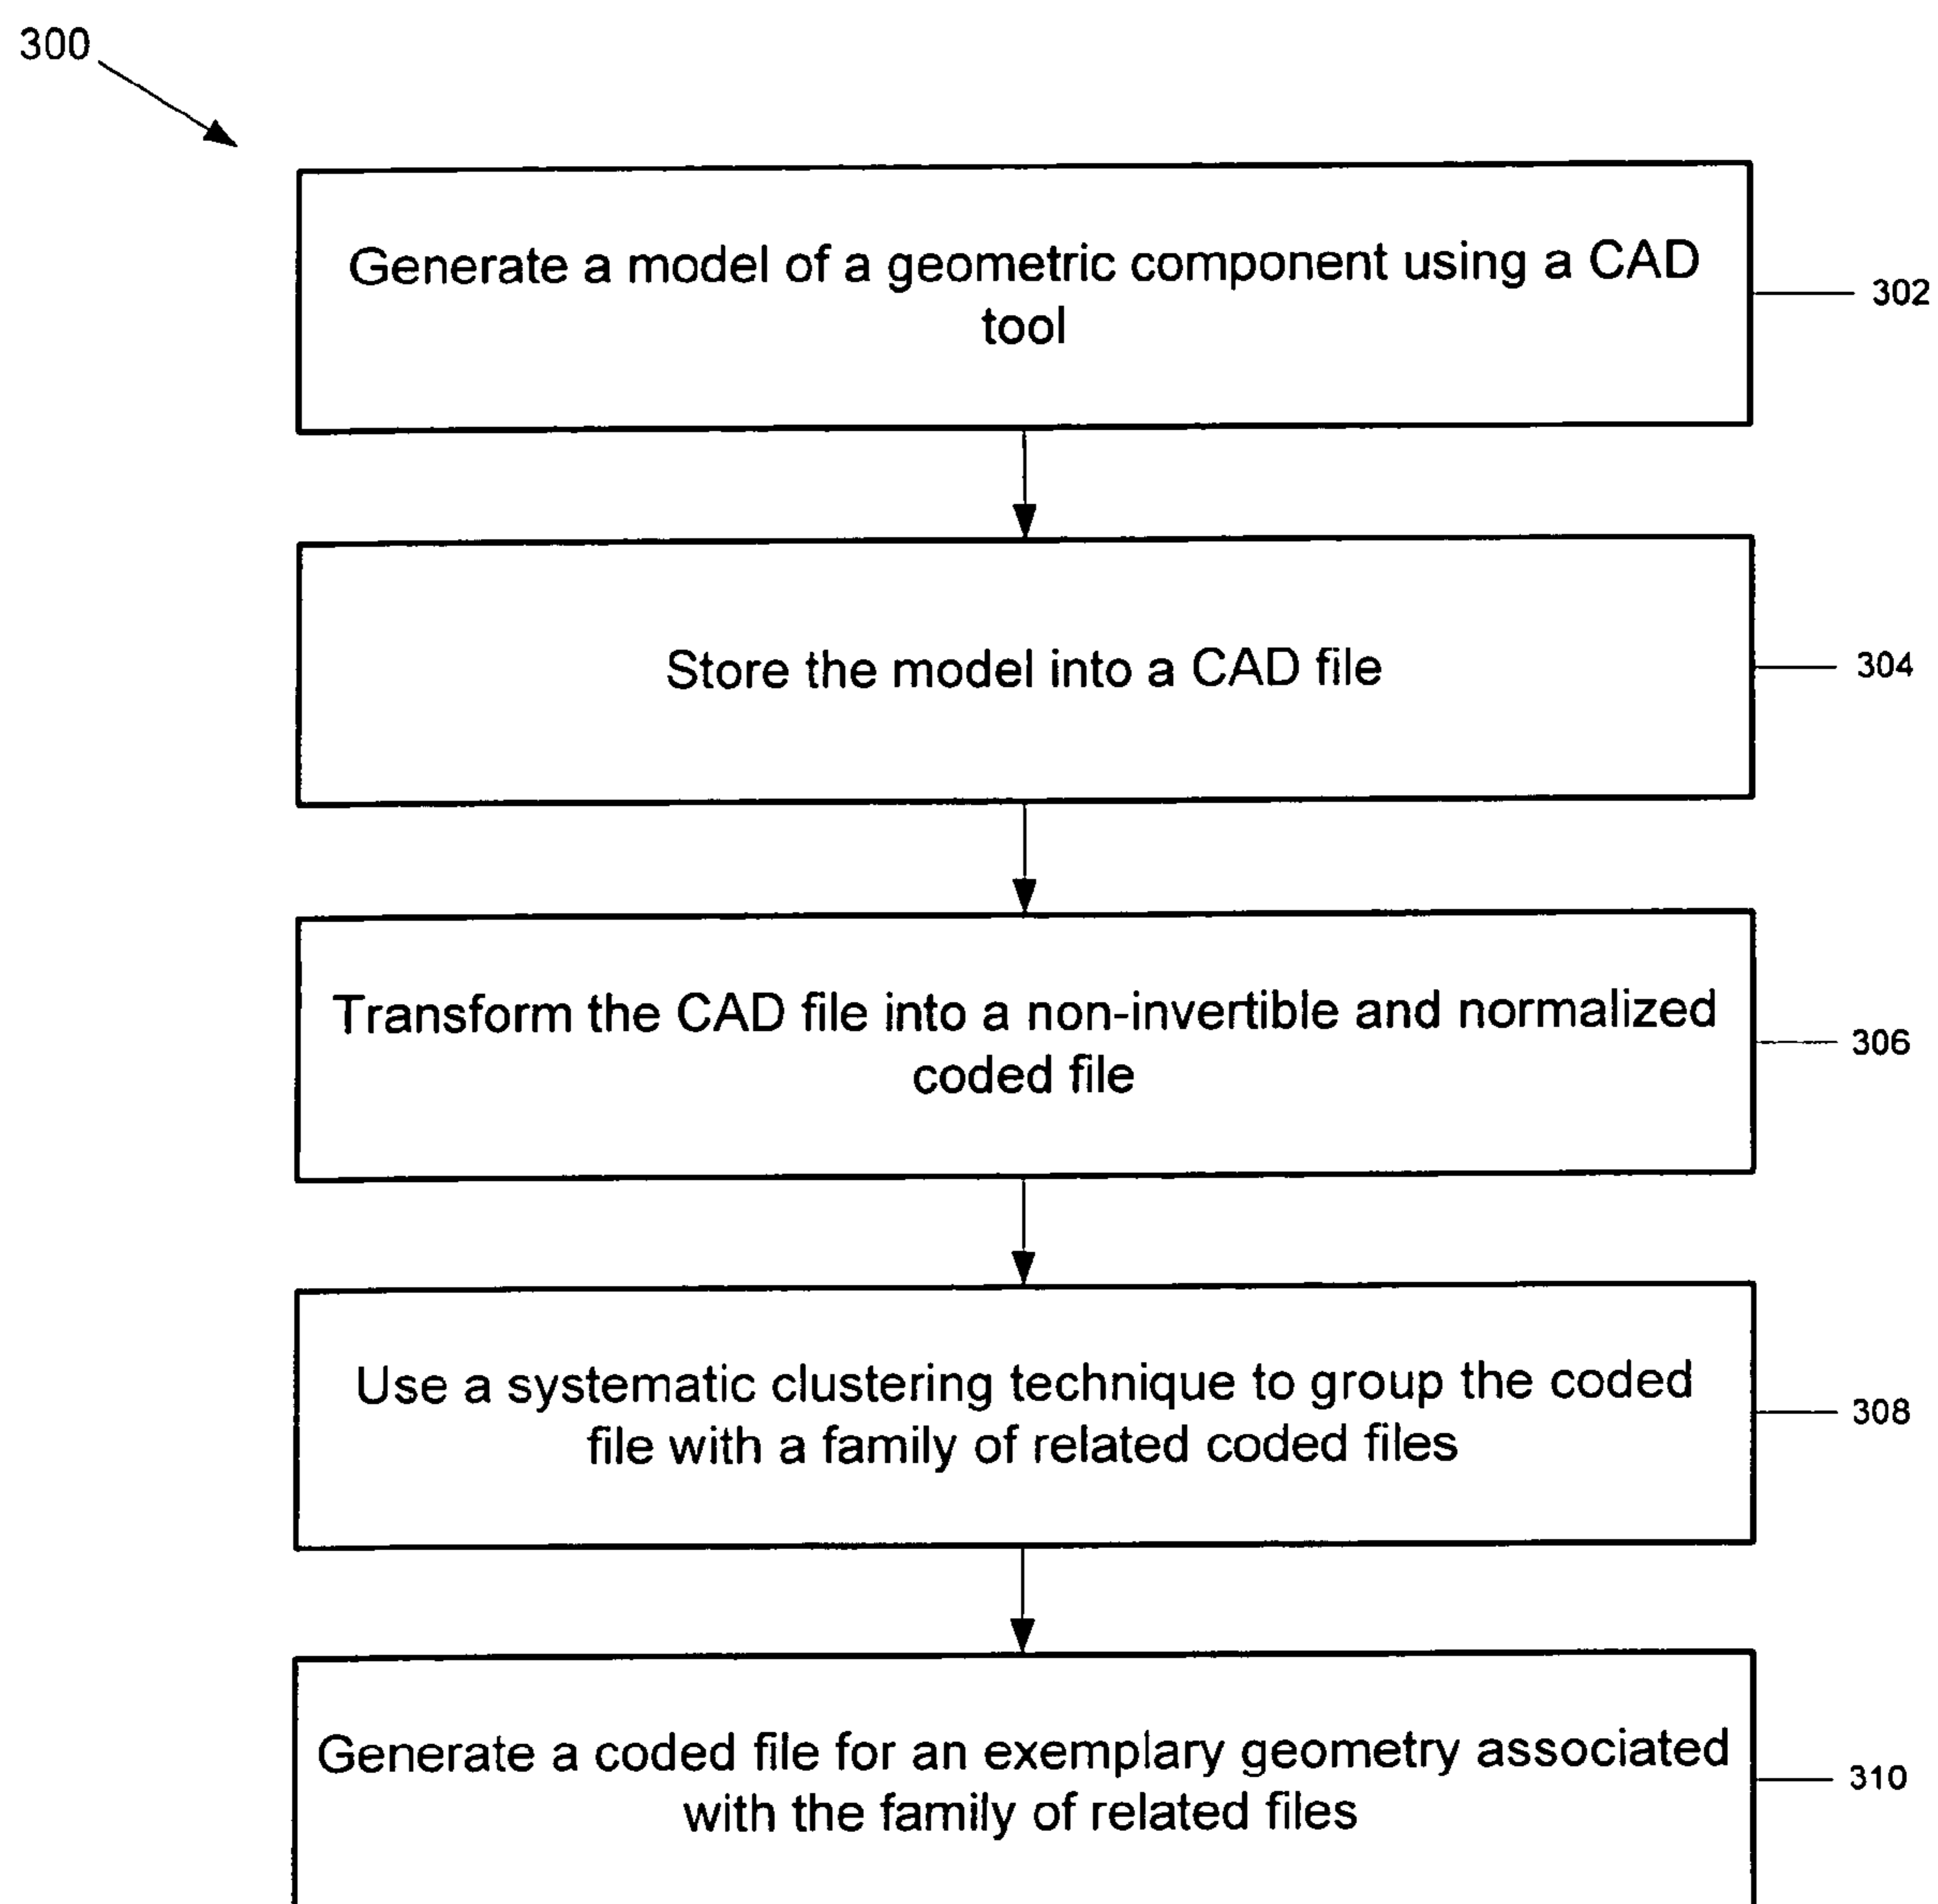 300
Generate a model of a geometric component using a CAD
tool
302
Store the model into a CAD file
304
Transform the CAD file into a non-invertible and normalized
coded file
306
Use a systematic clustering technique to group the coded
file with a family of related coded files
308
Generate a coded file for an exemplary geometry associated
with the family of related files
310